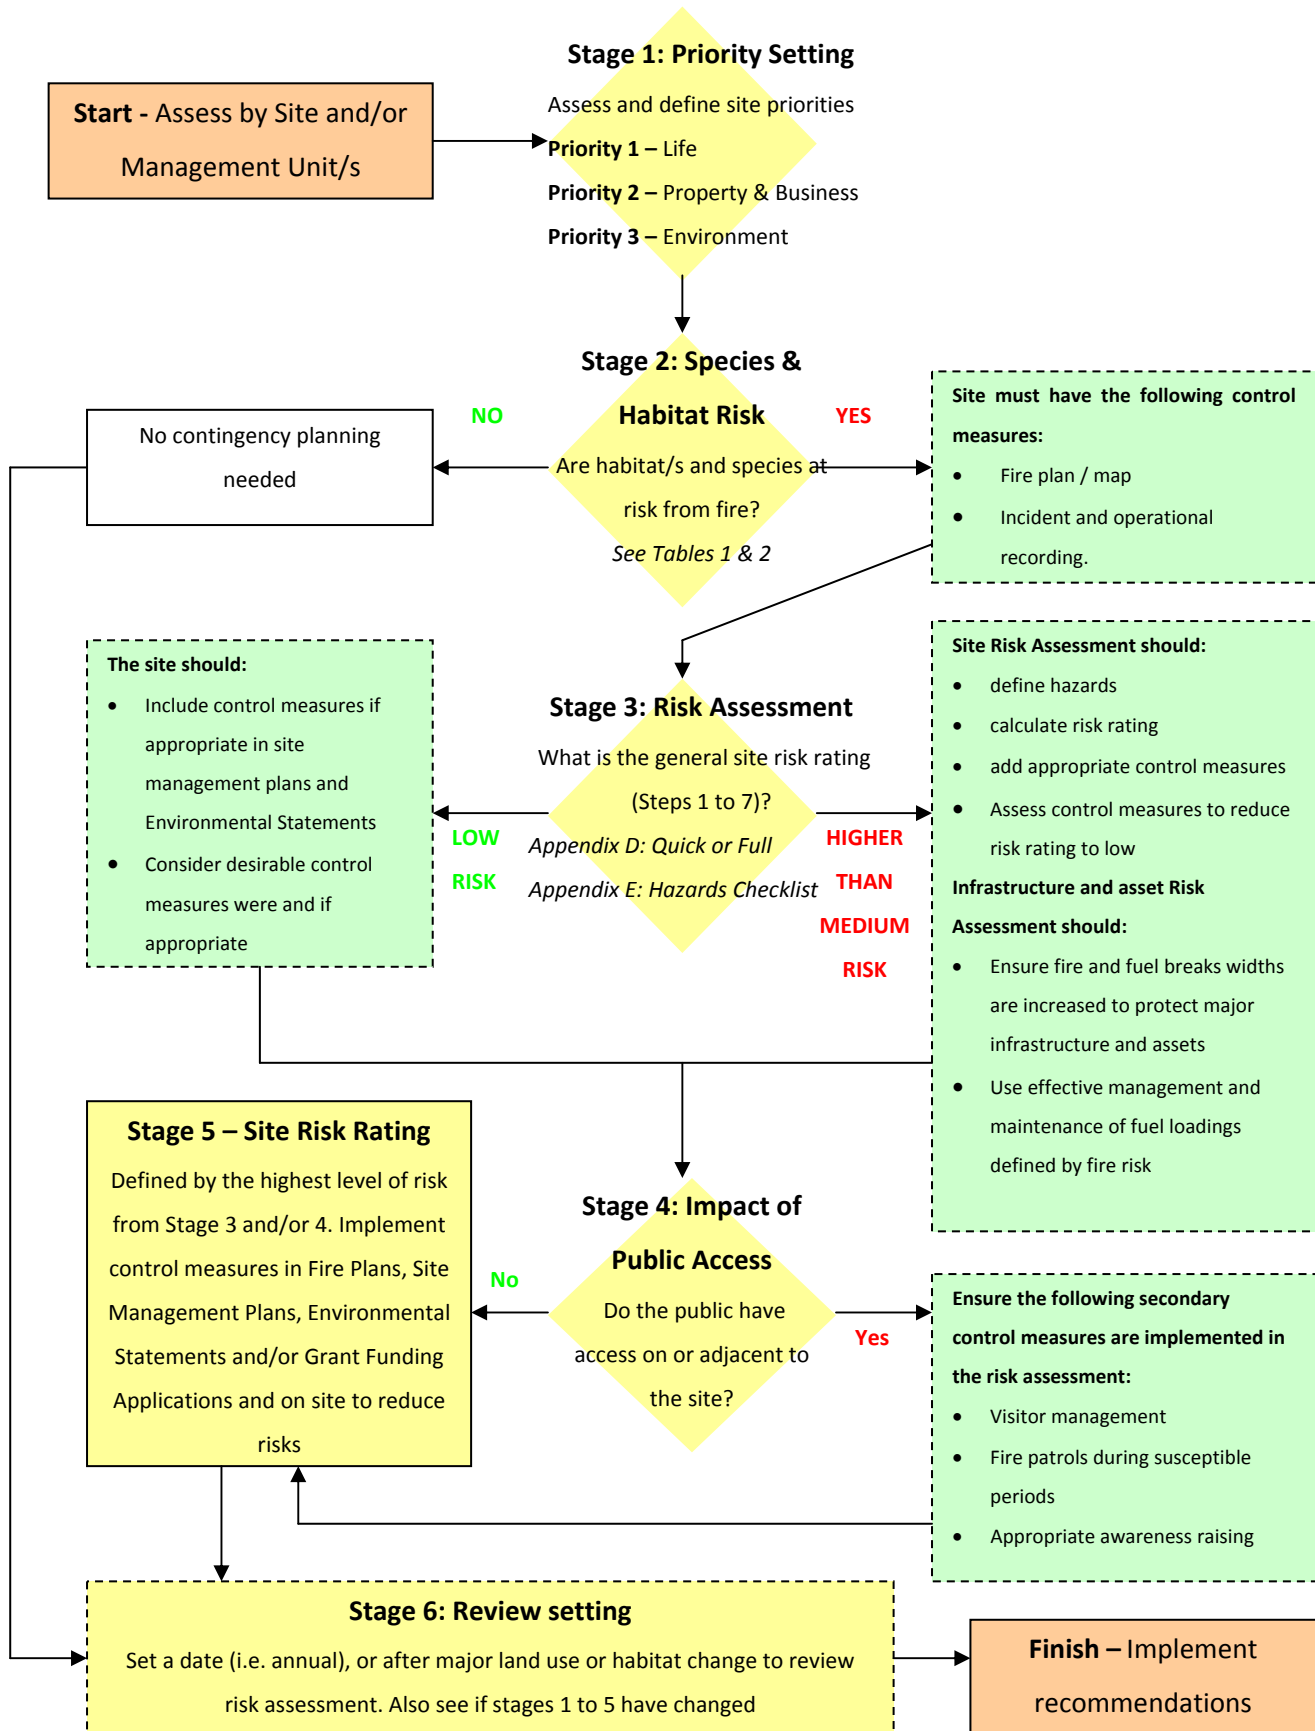 Stage 1: Priority Setting
Assess and define site priorities
Priority 1 – Life
Priority 2 – Property & Business
Priority 3 – Environment
Start - Assess by Site and/or
Management Unit/s
Stage 2: Species &
Habitat Risk
Are habitat/s and species at
risk from fire?
See Tables 1 & 2
NO
YES
No contingency planning
needed
Site must have the following control
measures:
• Fire plan / map
• Incident and operational
recording.
Stage 3: Risk Assessment
What is the general site risk rating
(Steps 1 to 7)?
Appendix D: Quick or Full
Appendix E: Hazards Checklist
LOW
RISK
HIGHER
THAN
MEDIUM
RISK
The site should:
• Include control measures if
appropriate in site
management plans and
Environmental Statements
• Consider desirable control
measures were and if
appropriate
Site Risk Assessment should:
• define hazards
• calculate risk rating
• add appropriate control measures
• Assess control measures to reduce
risk rating to low
Infrastructure and asset Risk
Assessment should:
• Ensure fire and fuel breaks widths
are increased to protect major
infrastructure and assets
• Use effective management and
maintenance of fuel loadings
defined by fire risk
Stage 4: Impact of
Public Access
Do the public have
access on or adjacent to
the site?
No
Yes
Stage 5 – Site Risk Rating
Defined by the highest level of risk
from Stage 3 and/or 4. Implement
control measures in Fire Plans, Site
Management Plans, Environmental
Statements and/or Grant Funding
Applications and on site to reduce
risks
Ensure the following secondary
control measures are implemented in
the risk assessment:
• Visitor management
• Fire patrols during susceptible
periods
• Appropriate awareness raising
Stage 6: Review setting
Set a date (i.e. annual), or after major land use or habitat change to review
risk assessment. Also see if stages 1 to 5 have changed
Finish – Implement
recommendations